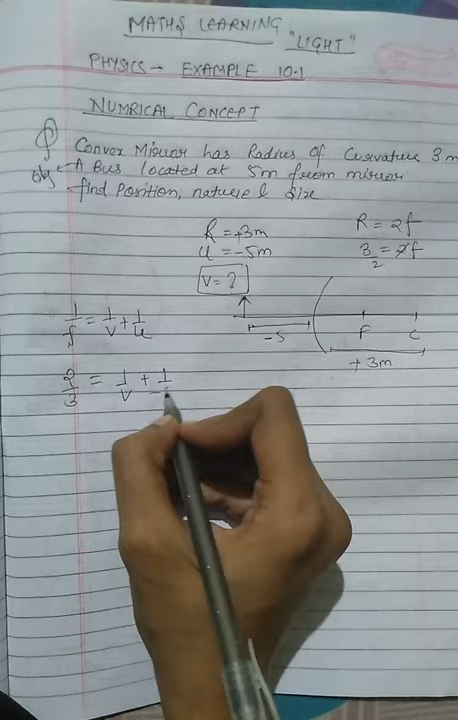 MATHS LEARNING
"LIGHT"
PHYSICS → EXAMPLE 10.1
NUMRICAL CONCEPT
Q Convex Mirror has Radius of Curvature 3m
Obj ← A Bus located at 5m from mirror
find Position, nature & Size
R = +3m
U = -5m
V = ?
R = 2f
3/2 = 2f
1/f = 1/v + 1/u
-5
F
C
+3m
2/3 = 1/v + 1/